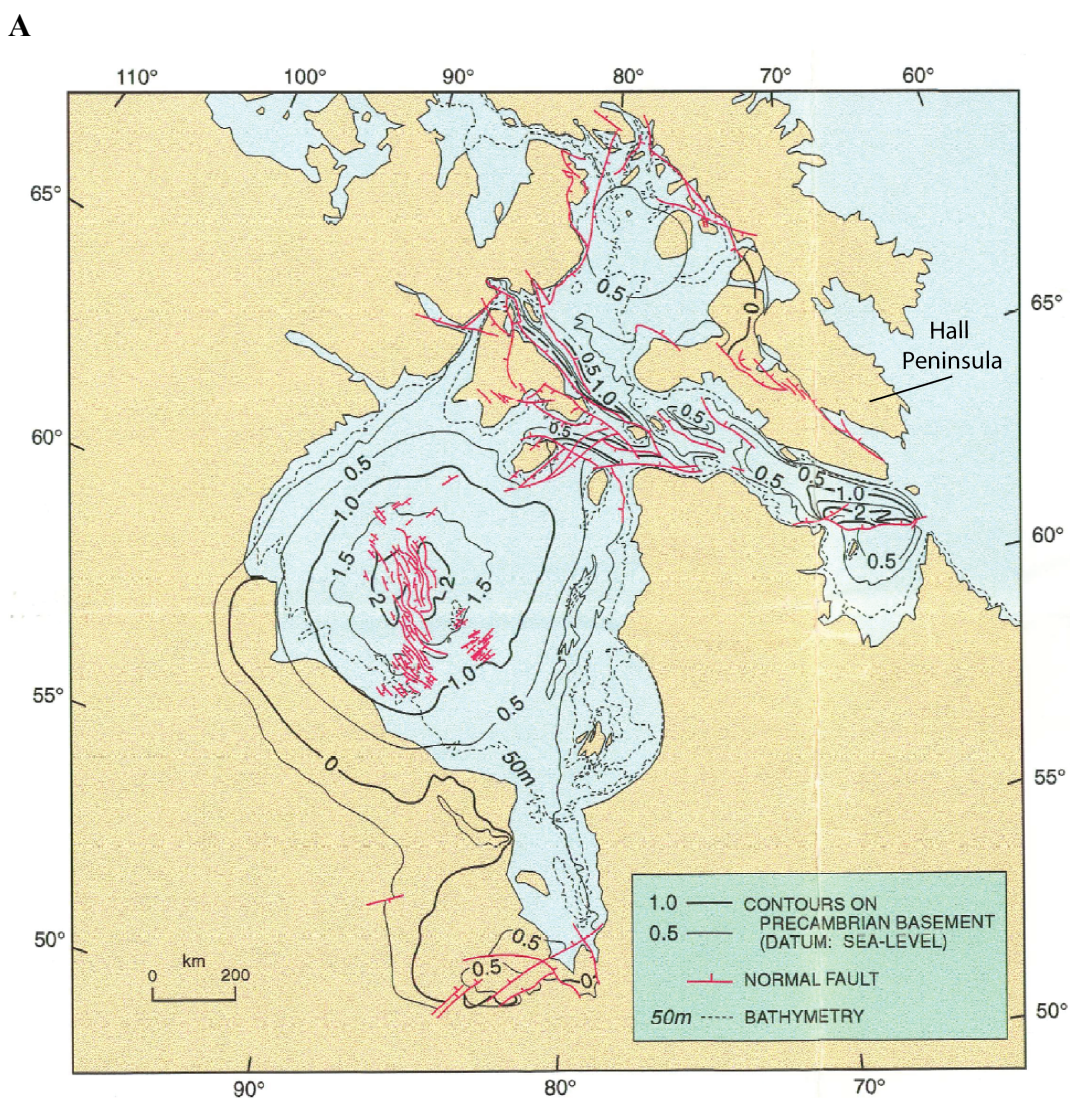 A
110° 100° 90° 80° 70° 60°
65°
65°
0.5
0
Hall
Peninsula
0.5
1.0
0.5
60°
0.5
0.5
0.5
0.5
1.0
1.0
2
60°
0.5
1.5
2
2
1.5
1.0
55°
0.5
50m
0
55°
50°
0.5
0.5
0
km
0 200
1.0 CONTOURS ON
PRECAMBRIAN BASEMENT
0.5 (DATUM: SEA-LEVEL)
NORMAL FAULT
50m BATHYMETRY
50°
90° 80° 70°